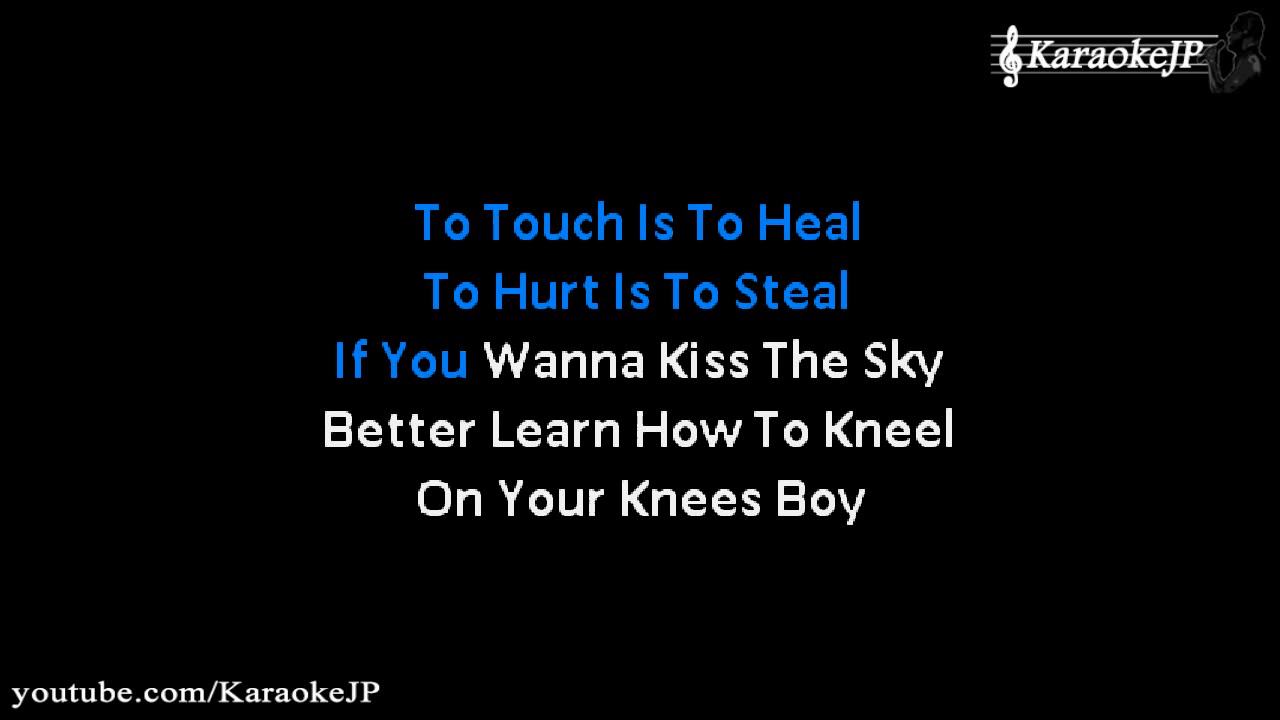 KaraokeJP
To Touch Is To Heal
To Hurt Is To Steal
If You Wanna Kiss The Sky
Better Learn How To Kneel
On Your Knees Boy
youtube.com/KaraokeJP